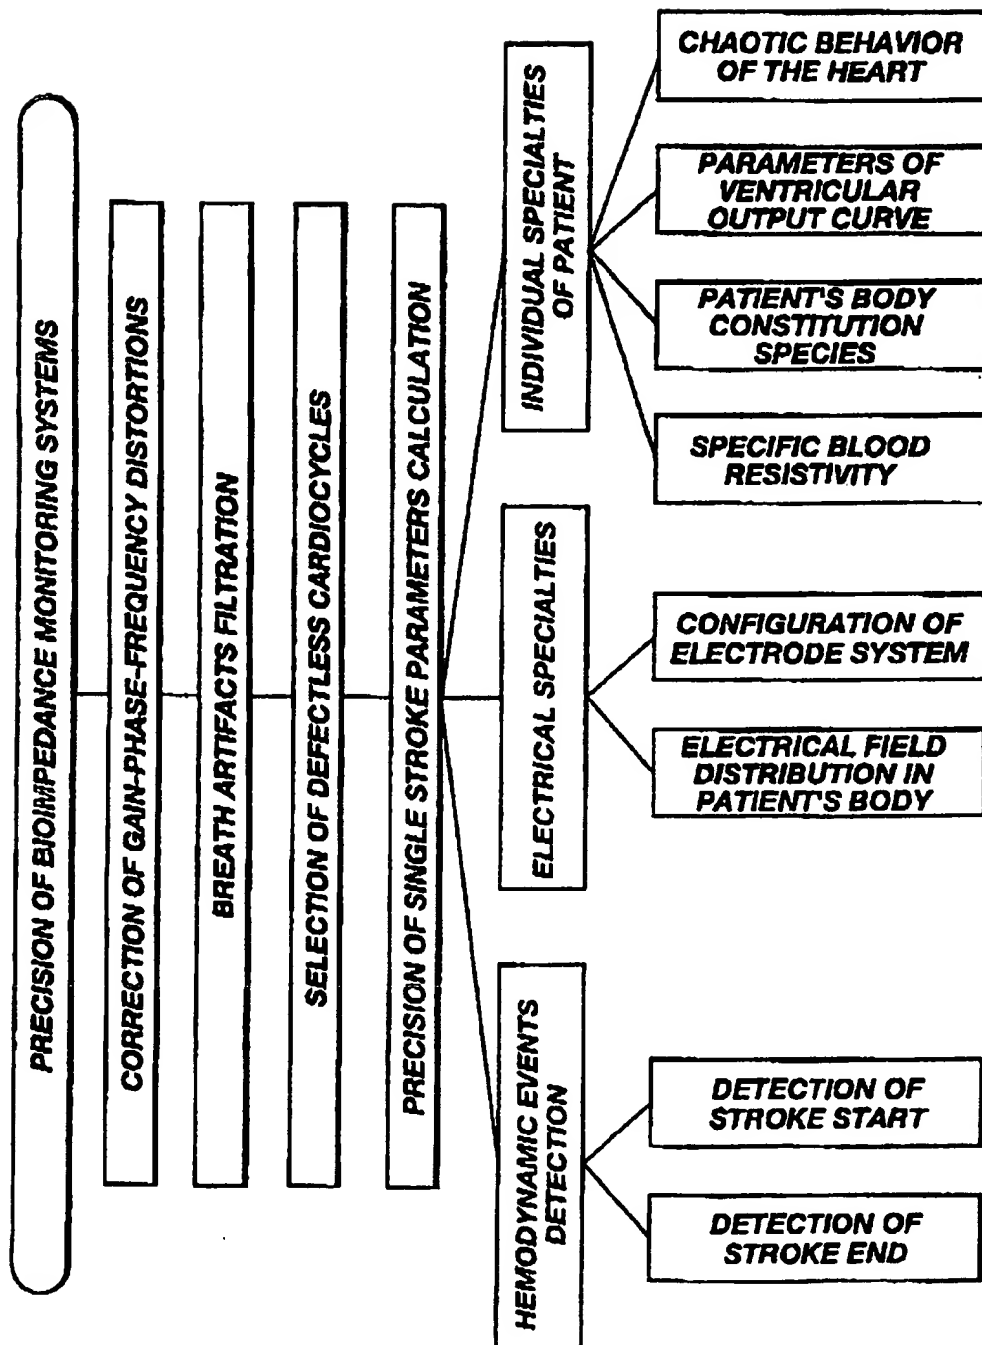 PRECISION OF BIOIMPEDANCE MONITORING SYSTEMS
CORRECTION OF GAIN-PHASE-FREQUENCY DISTORTIONS
BREATH ARTIFACTS FILTRATION
SELECTION OF DEFECTLESS CARDIOCYCLES
PRECISION OF SINGLE STROKE PARAMETERS CALCULATION
INDIVIDUAL SPECIALTIES
OF PATIENT
CHAOTIC BEHAVIOR
OF THE HEART
PARAMETERS OF
VENTRICULAR
OUTPUT CURVE
PATIENT'S BODY
CONSTITUTION
SPECIES
SPECIFIC BLOOD
RESISTIVITY
ELECTRICAL SPECIALTIES
CONFIGURATION OF
ELECTRODE SYSTEM
ELECTRICAL FIELD
DISTRIBUTION IN
PATIENT'S BODY
HEMODYNAMIC EVENTS
DETECTION
DETECTION OF
STROKE START
DETECTION OF
STROKE END